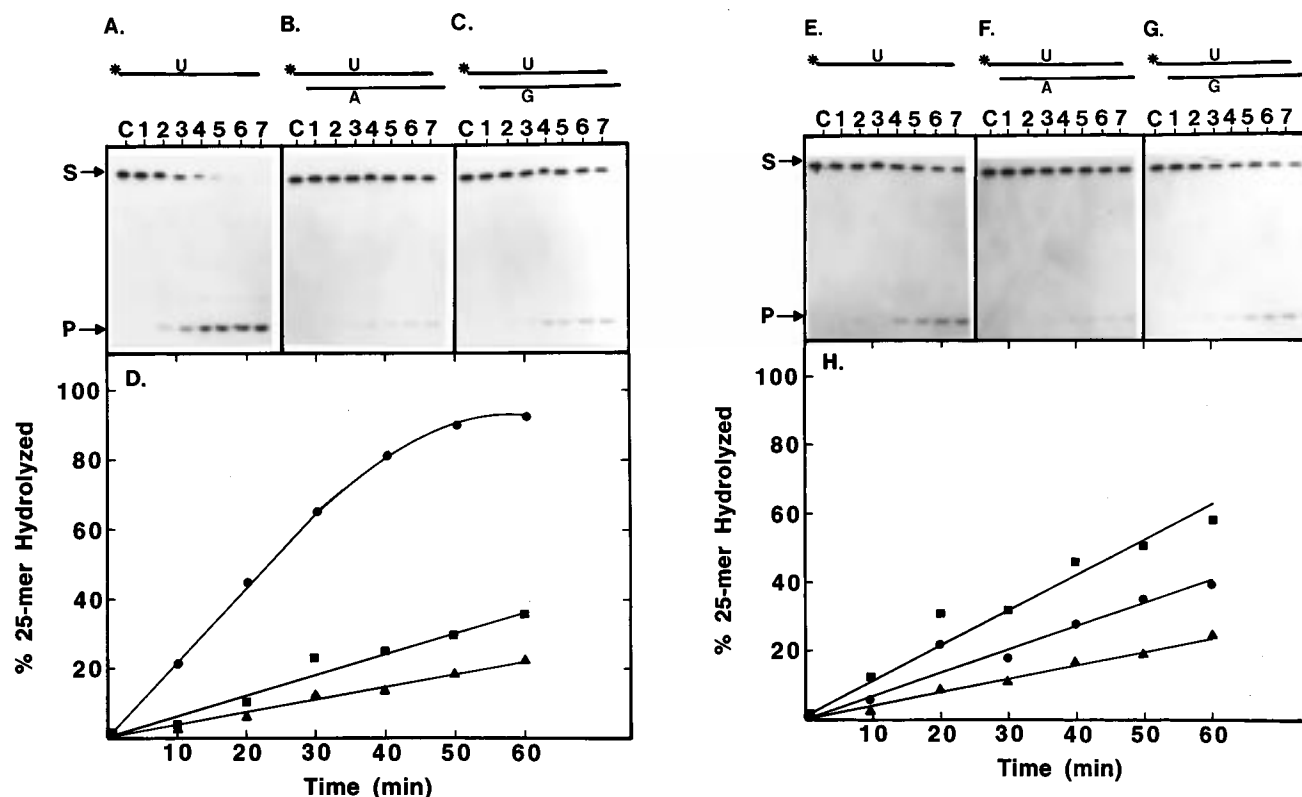 A. B. C.
* U * U * U
A G
C 1 2 3 4 5 6 7 C 1 2 3 4 5 6 7 C 1 2 3 4 5 6 7
S→
P→
D.
% 25-mer Hydrolyzed
100
80
60
40
20
10 20 30 40 50 60
Time (min)
E. F. G.
* U * U * U
A G
C 1 2 3 4 5 6 7 C 1 2 3 4 5 6 7 C 1 2 3 4 5 6 7
S→
P→
H.
% 25-mer Hydrolyzed
100
80
60
40
20
10 20 30 40 50 60
Time (min)